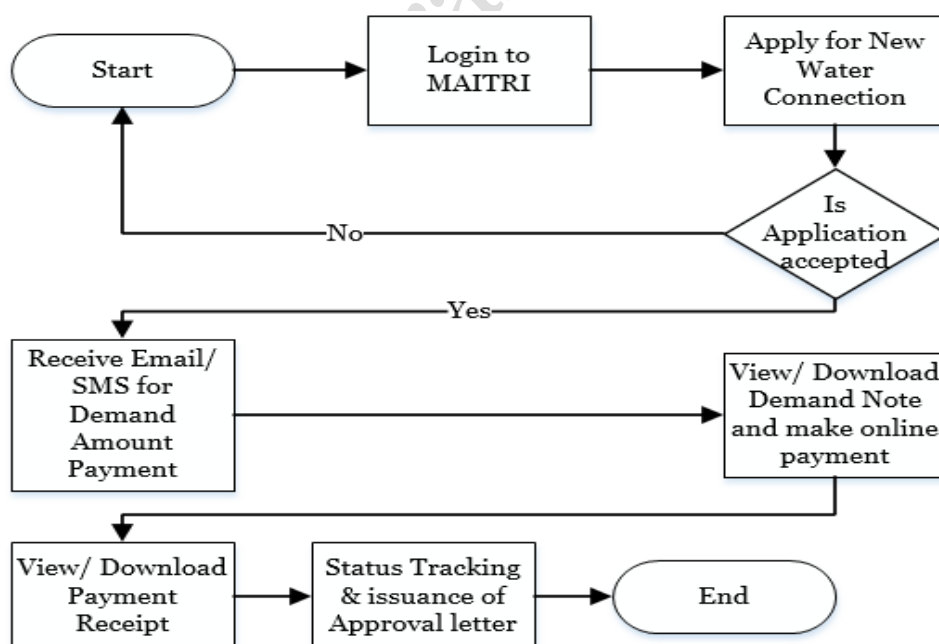 Start
Login to
MAITRI
Apply for New
Water
Connection
Is
Application
accepted
No
Yes
Receive Email/
SMS for
Demand
Amount
Payment
View/ Download
Demand Note
and make online
payment
View/ Download
Payment
Receipt
Status Tracking
& issuance of
Approval letter
End